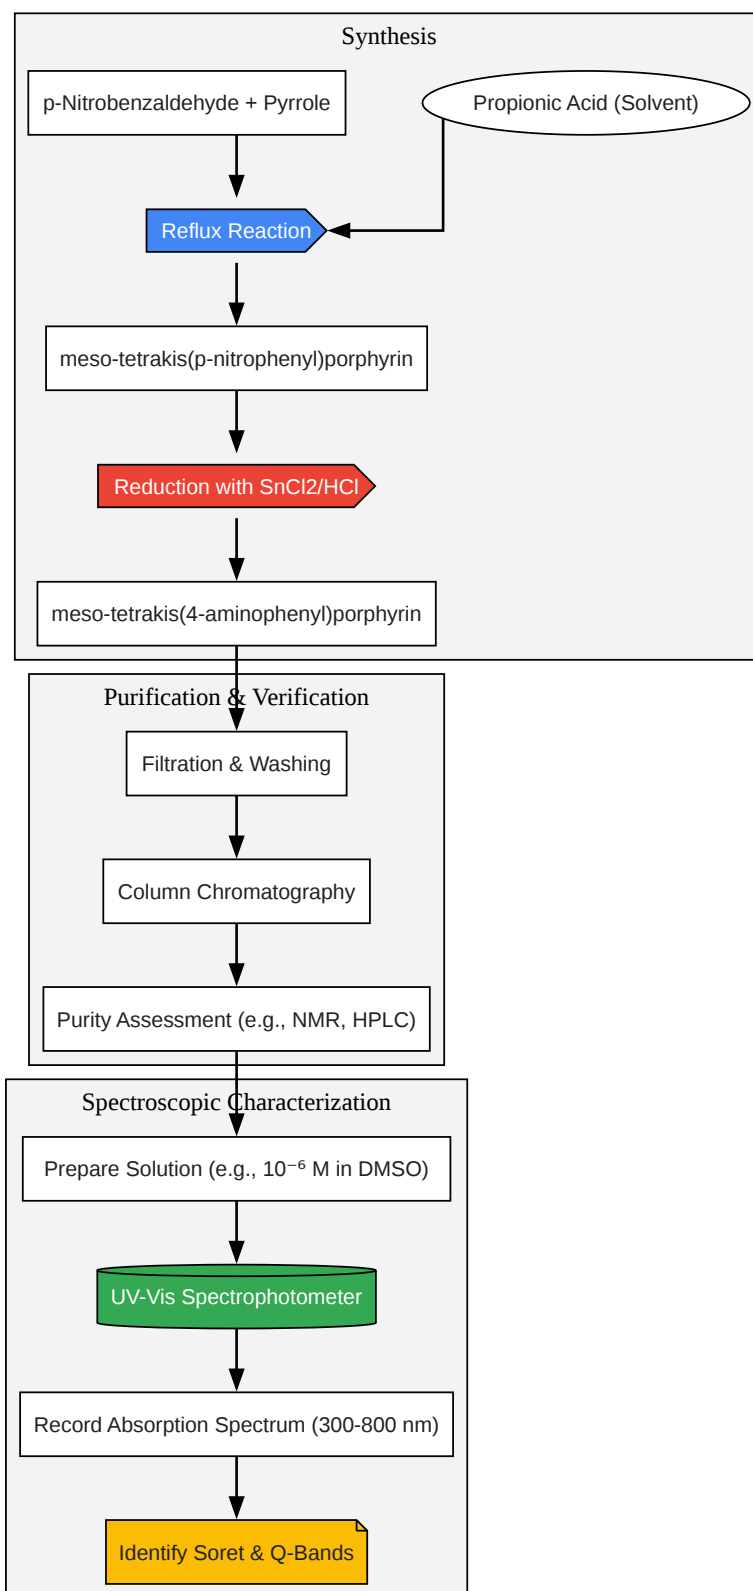 Synthesis
p-Nitrobenzaldehyde + Pyrrole
Propionic Acid (Solvent)
Reflux Reaction
meso-tetrakis(p-nitrophenyl)porphyrin
Reduction with SnCl2/HCl
meso-tetrakis(4-aminophenyl)porphyrin
Purification & Verification
Filtration & Washing
Column Chromatography
Purity Assessment (e.g., NMR, HPLC)
Spectroscopic Characterization
Prepare Solution (e.g., 10⁻⁶ M in DMSO)
UV-Vis Spectrophotometer
Record Absorption Spectrum (300-800 nm)
Identify Soret & Q-Bands